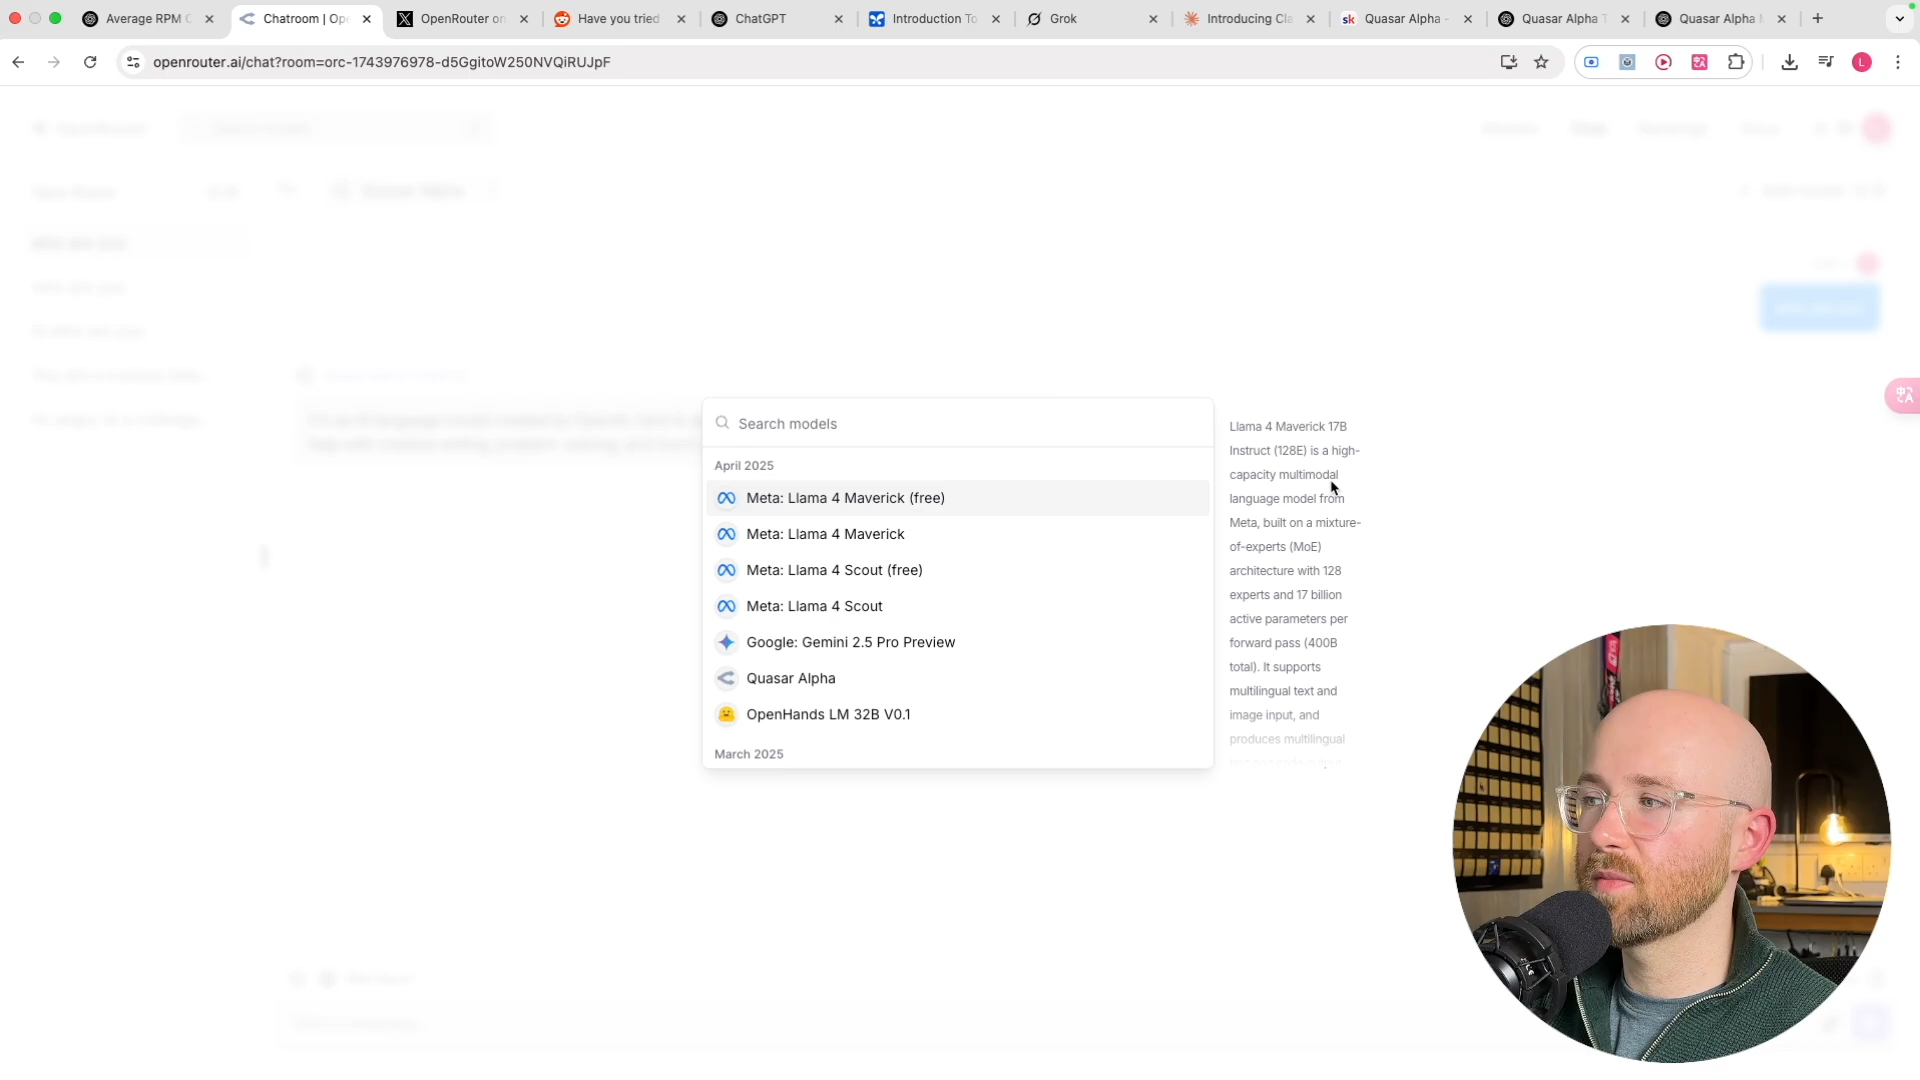 Average RPM C
Chatroom | Op
OpenRouter on
Have you tried
ChatGPT
Introduction To
Grok
Introducing Cla
sk
Quasar Alpha -
Quasar Alpha T
Quasar Alpha
openrouter.ai/chat?room=orc-1743976978-d5GgitoW250NVQiRUJpF
L
Search models
April 2025
Meta: Llama 4 Maverick (free)
Meta: Llama 4 Maverick
Meta: Llama 4 Scout (free)
Meta: Llama 4 Scout
Google: Gemini 2.5 Pro Preview
Quasar Alpha
OpenHands LM 32B V0.1
March 2025
Llama 4 Maverick 17B
Instruct (128E) is a high-
capacity multimodal
language model from
Meta, built on a mixture-
of-experts (MoE)
architecture with 128
experts and 17 billion
active parameters per
forward pass (400B
total). It supports
multilingual text and
image input, and
produces multilingual